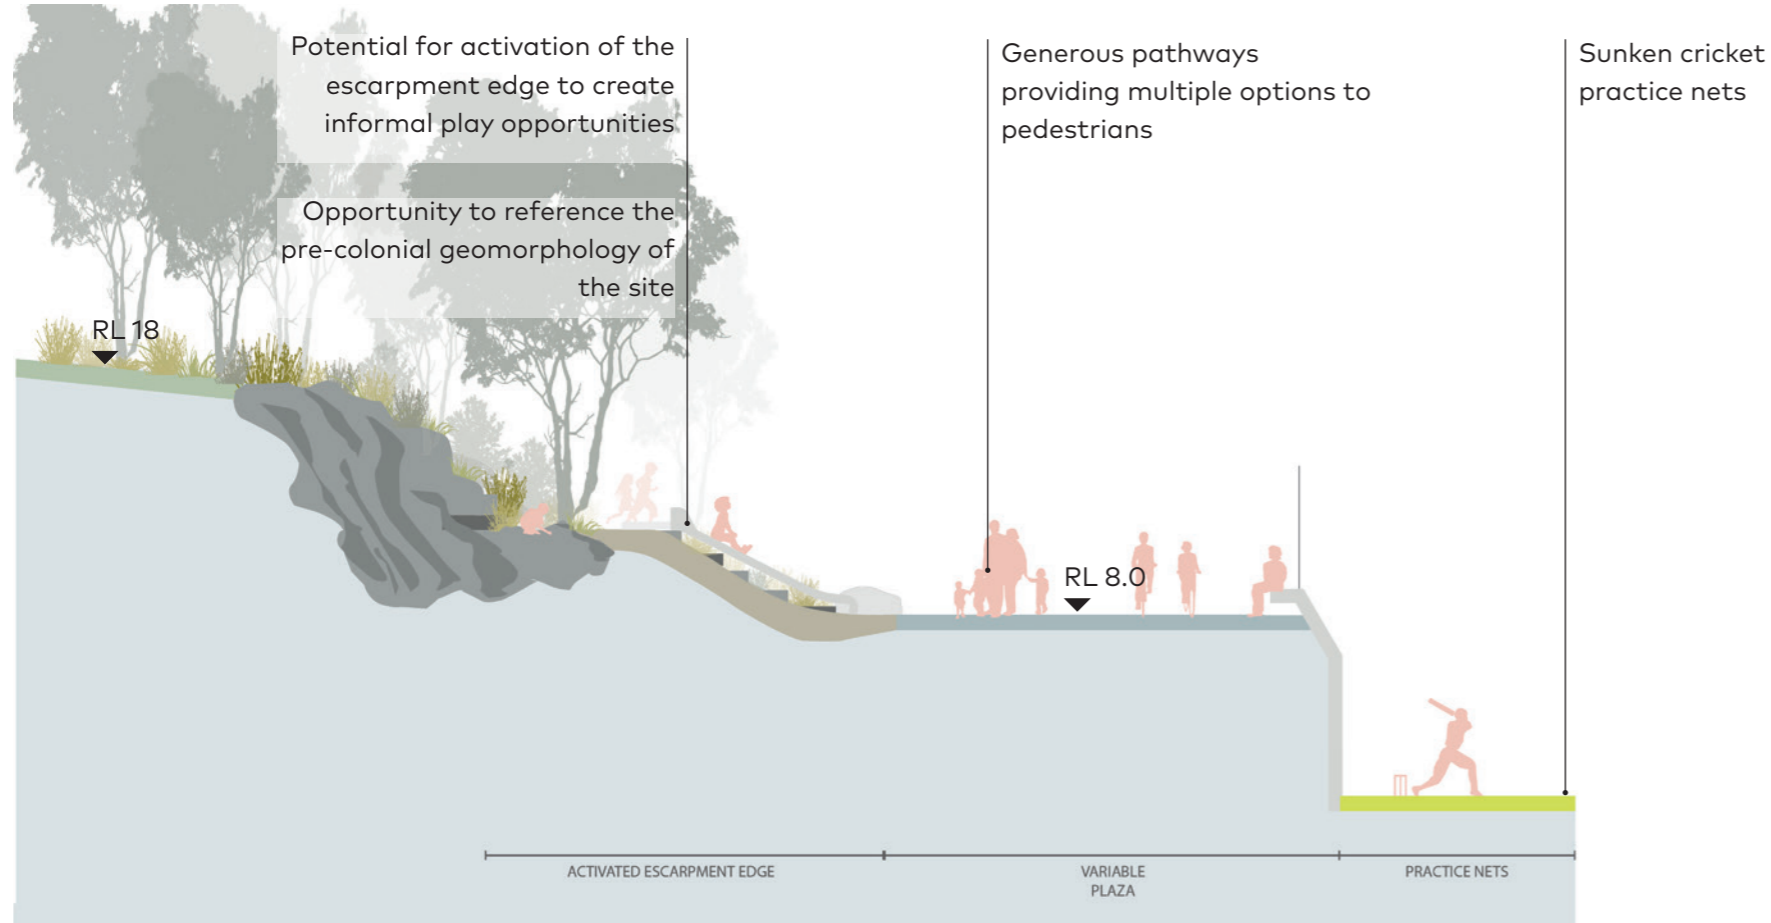 Potential for activation of the
escarpment edge to create
informal play opportunities
Opportunity to reference the
pre-colonial geomorphology of
the site
Generous pathways
providing multiple options to
pedestrians
Sunken cricket
practice nets
RL 18
RL 8.0
ACTIVATED ESCARPMENT EDGE
VARIABLE
PLAZA
PRACTICE NETS